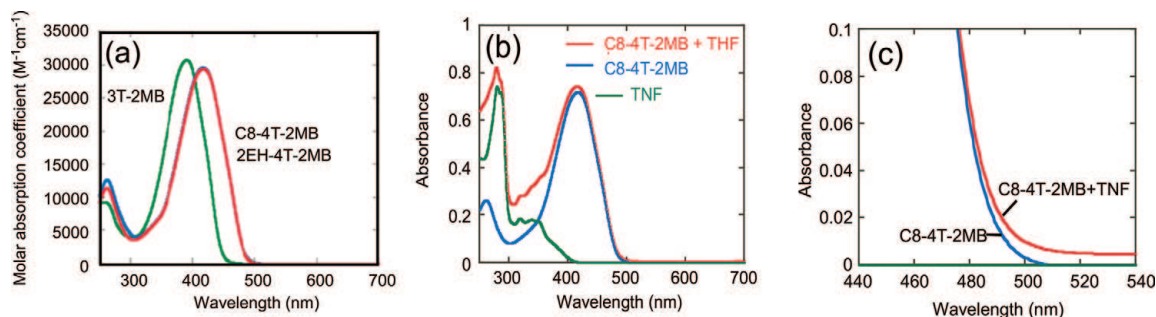 (a)
Molar absorption coefficient (M⁻¹cm⁻¹)
35000
30000
25000
20000
15000
10000
5000
0
3T-2MB
C8-4T-2MB
2EH-4T-2MB
300 400 500 600 700
Wavelength (nm)
(b)
Absorbance
1
0.8
0.6
0.4
0.2
0
C8-4T-2MB + THF
C8-4T-2MB
TNF
300 400 500 600 700
Wavelength (nm)
(c)
Absorbance
0.1
0.08
0.06
0.04
0.02
0
C8-4T-2MB+TNF
C8-4T-2MB
440 460 480 500 520 540
Wavelength (nm)